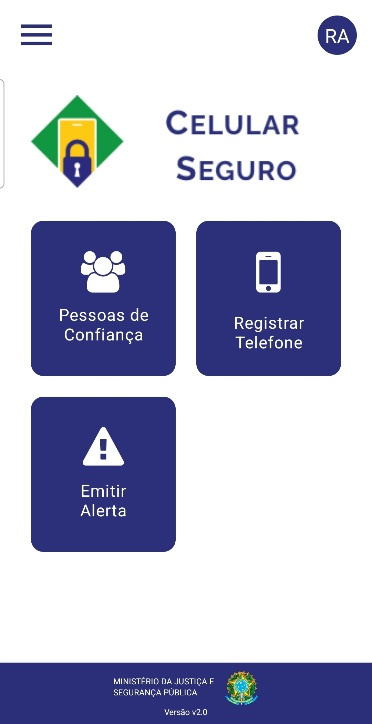 RA
CELULAR
SEGURO
Pessoas de
Confiança
Registrar
Telefone
Emitir
Alerta
MINISTÉRIO DA JUSTIÇA E
SEGURANÇA PÚBLICA
Versão v2.0